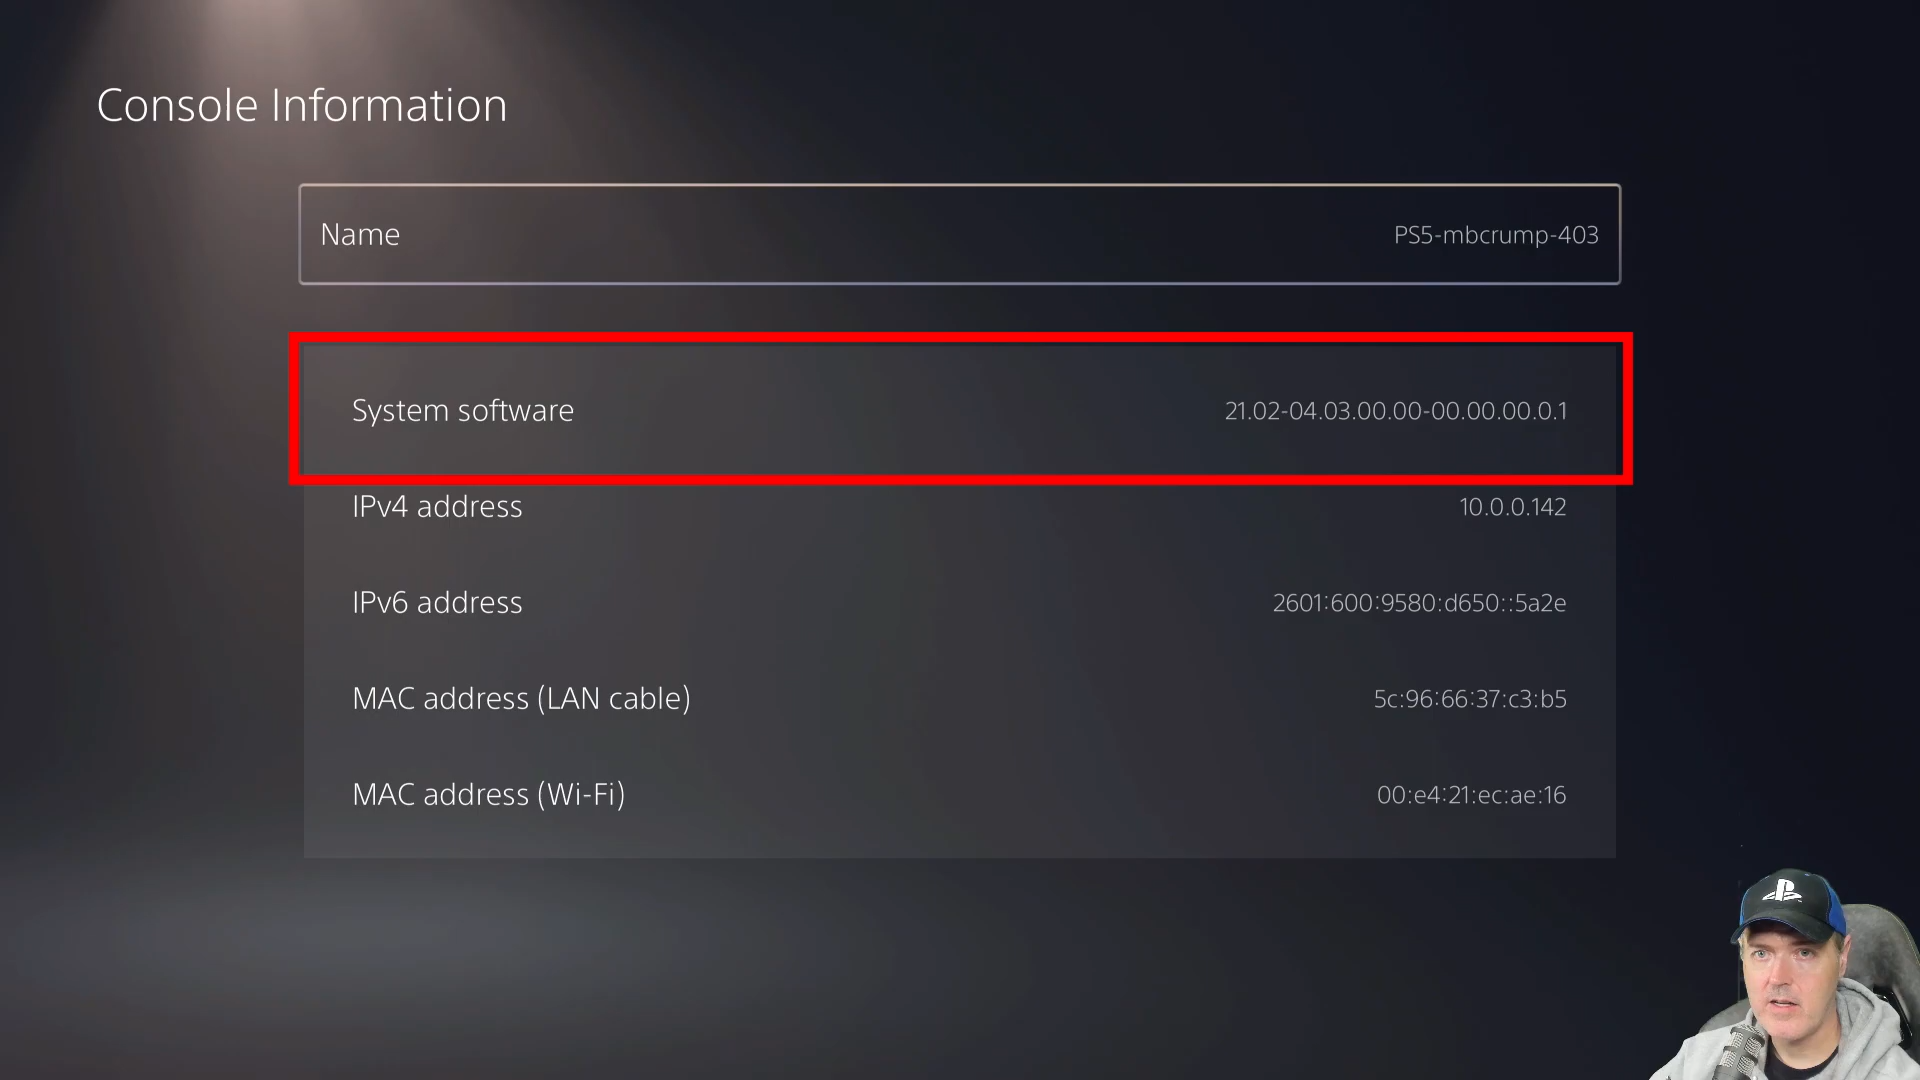 Console Information
Name PS5-mbcrump-403
System software 21.02-04.03.00.00-00.00.00.0.1
IPv4 address 10.0.0.142
IPv6 address 2601:600:9580:d650::5a2e
MAC address (LAN cable) 5c:96:66:37:c3:b5
MAC address (Wi-Fi) 00:e4:21:ec:ae:16